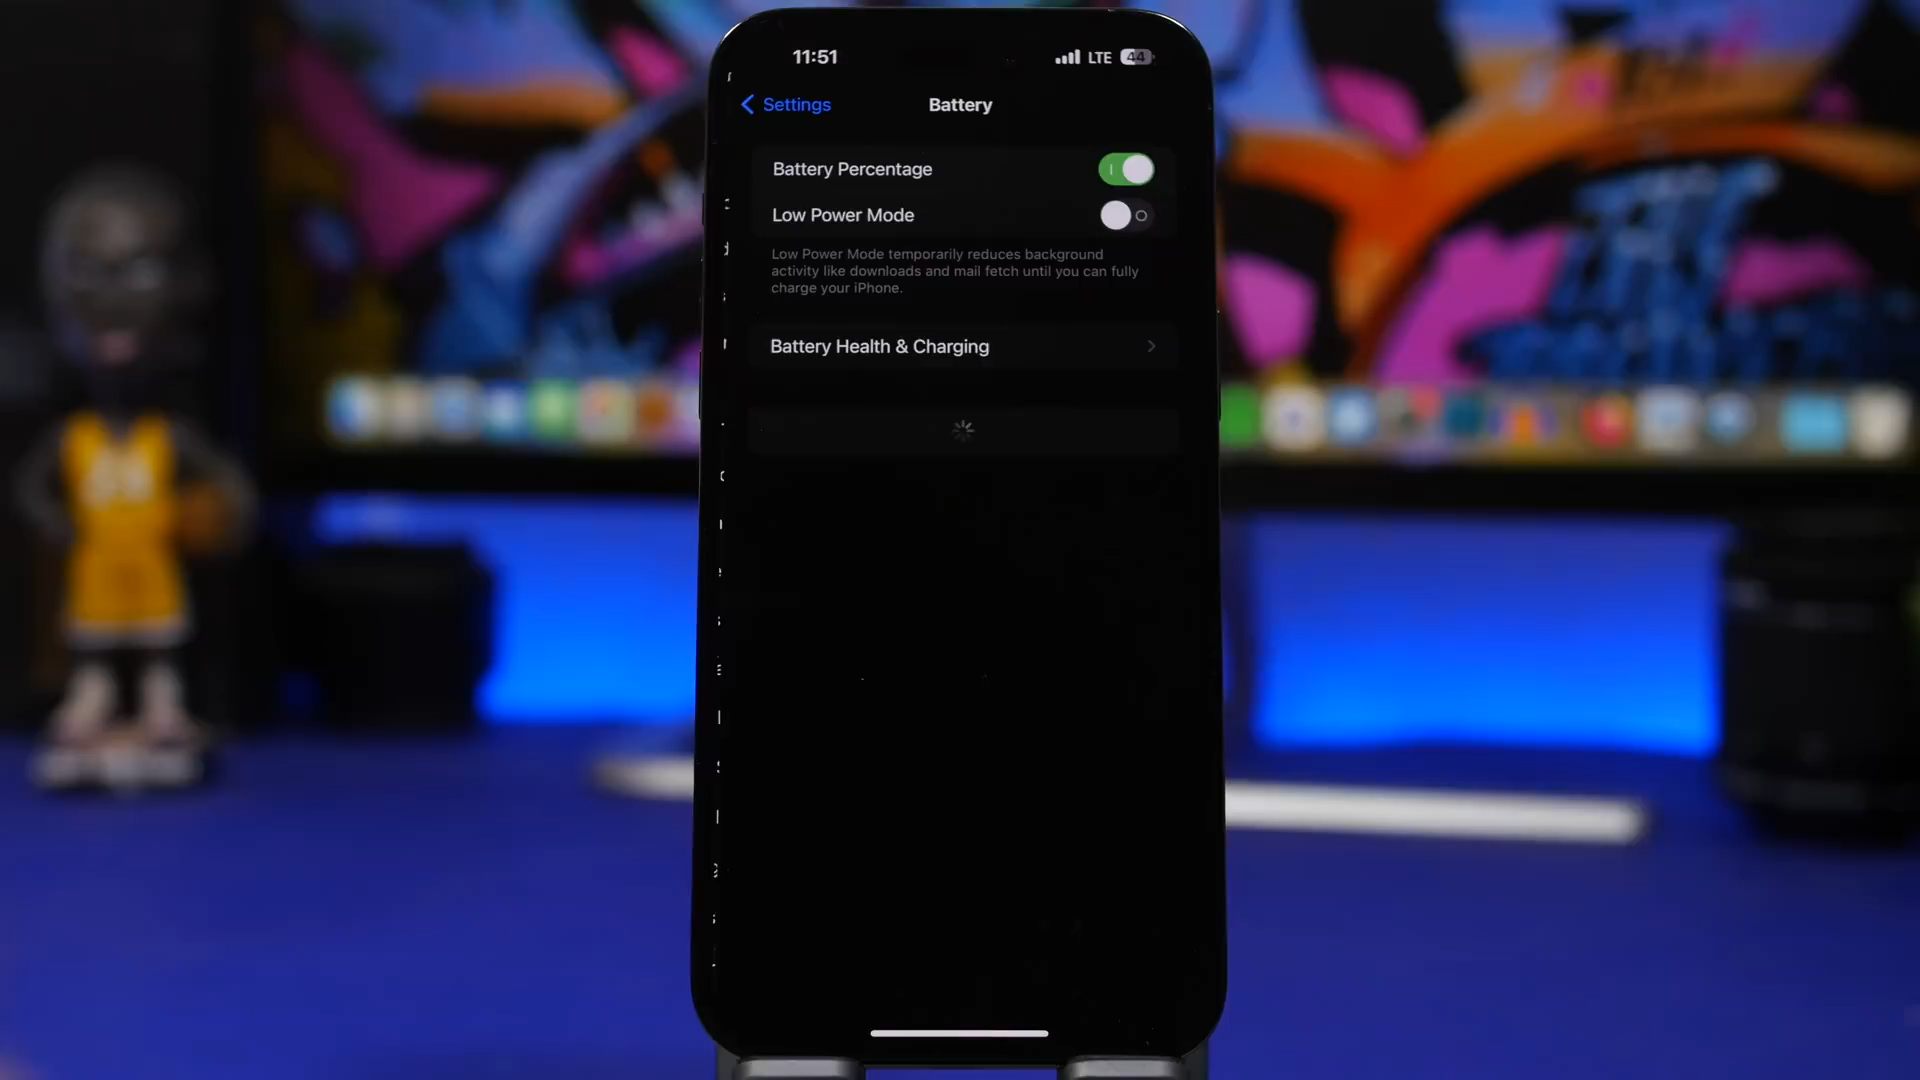 11:51
LTE 44
Settings
Battery
Battery Percentage
Low Power Mode
Low Power Mode temporarily reduces background
activity like downloads and mail fetch until you can fully
charge your iPhone.
Battery Health & Charging